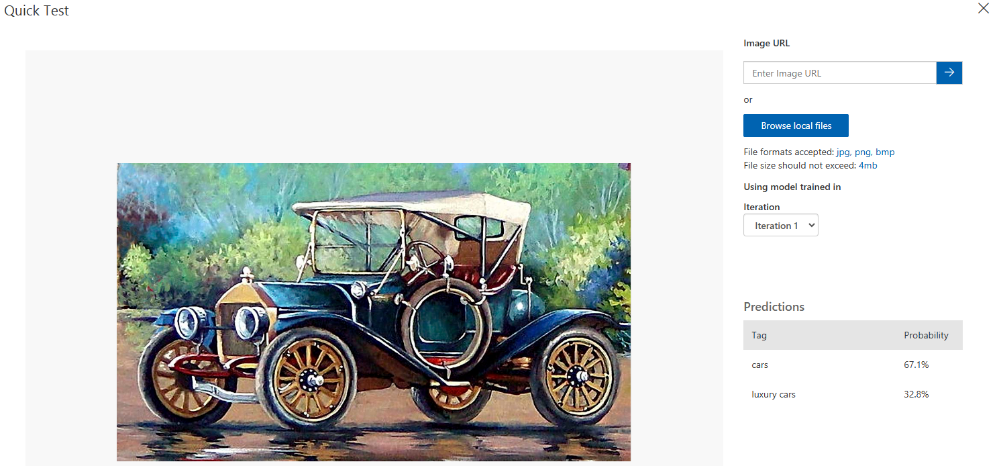 Quick Test
Image URL
Enter Image URL
or
Browse local files
File formats accepted: jpg, png, bmp
File size should not exceed: 4mb
Using model trained in
Iteration
Iteration 1
Predictions
Tag Probability
cars 67.1%
luxury cars 32.8%